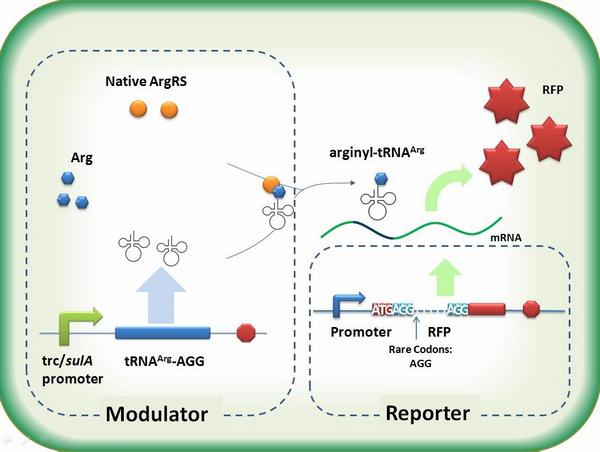 Native ArgRS
RFP
Arg
arginyl-tRNAArg
mRNA
ATGAGG
AGG
Promoter
RFP
Rare Codons:
AGG
trc/sulA
promoter
tRNAArg-AGG
Modulator
Reporter